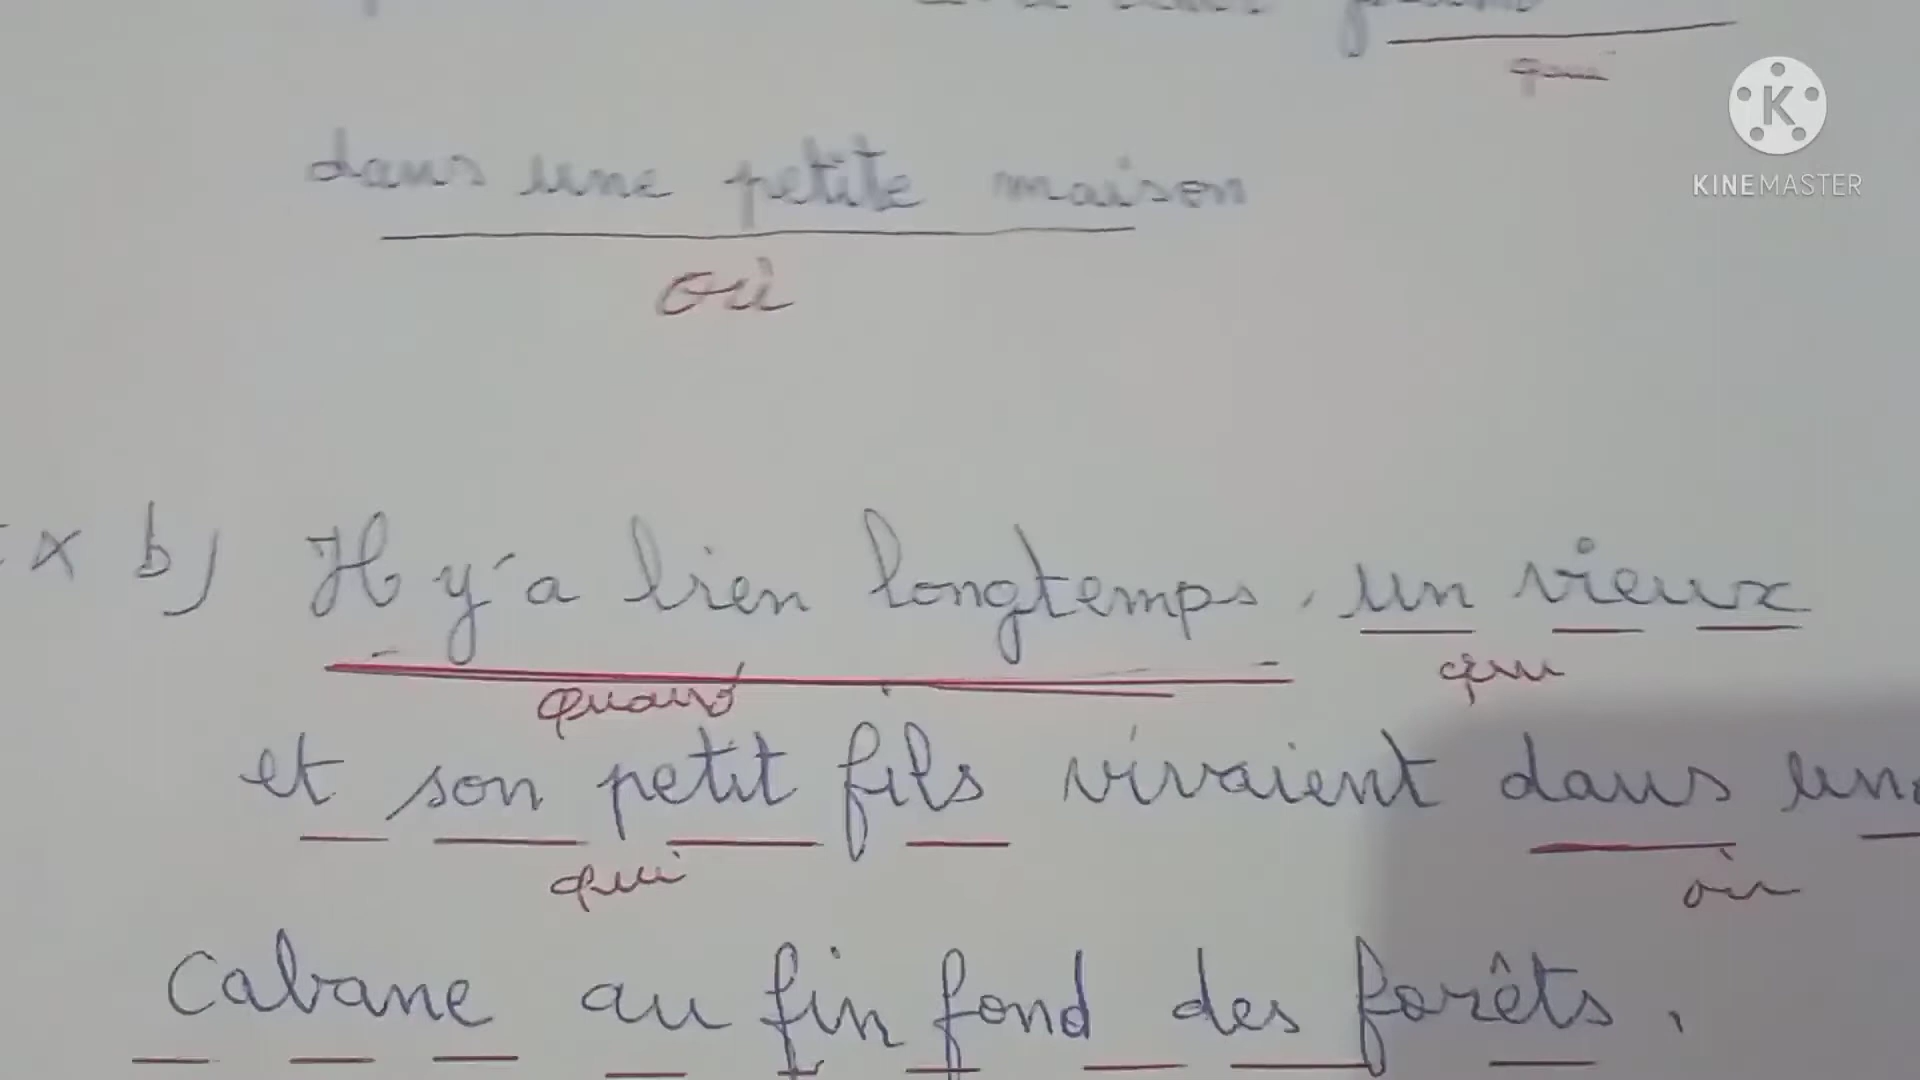 qui
KINEMASTER
dans une petite maison
où
Ex b) Il y'a bien longtemps, un vieux
quand qui
et son petit fils vivaient dans une
qui où
Cabane au fin fond des forêts.